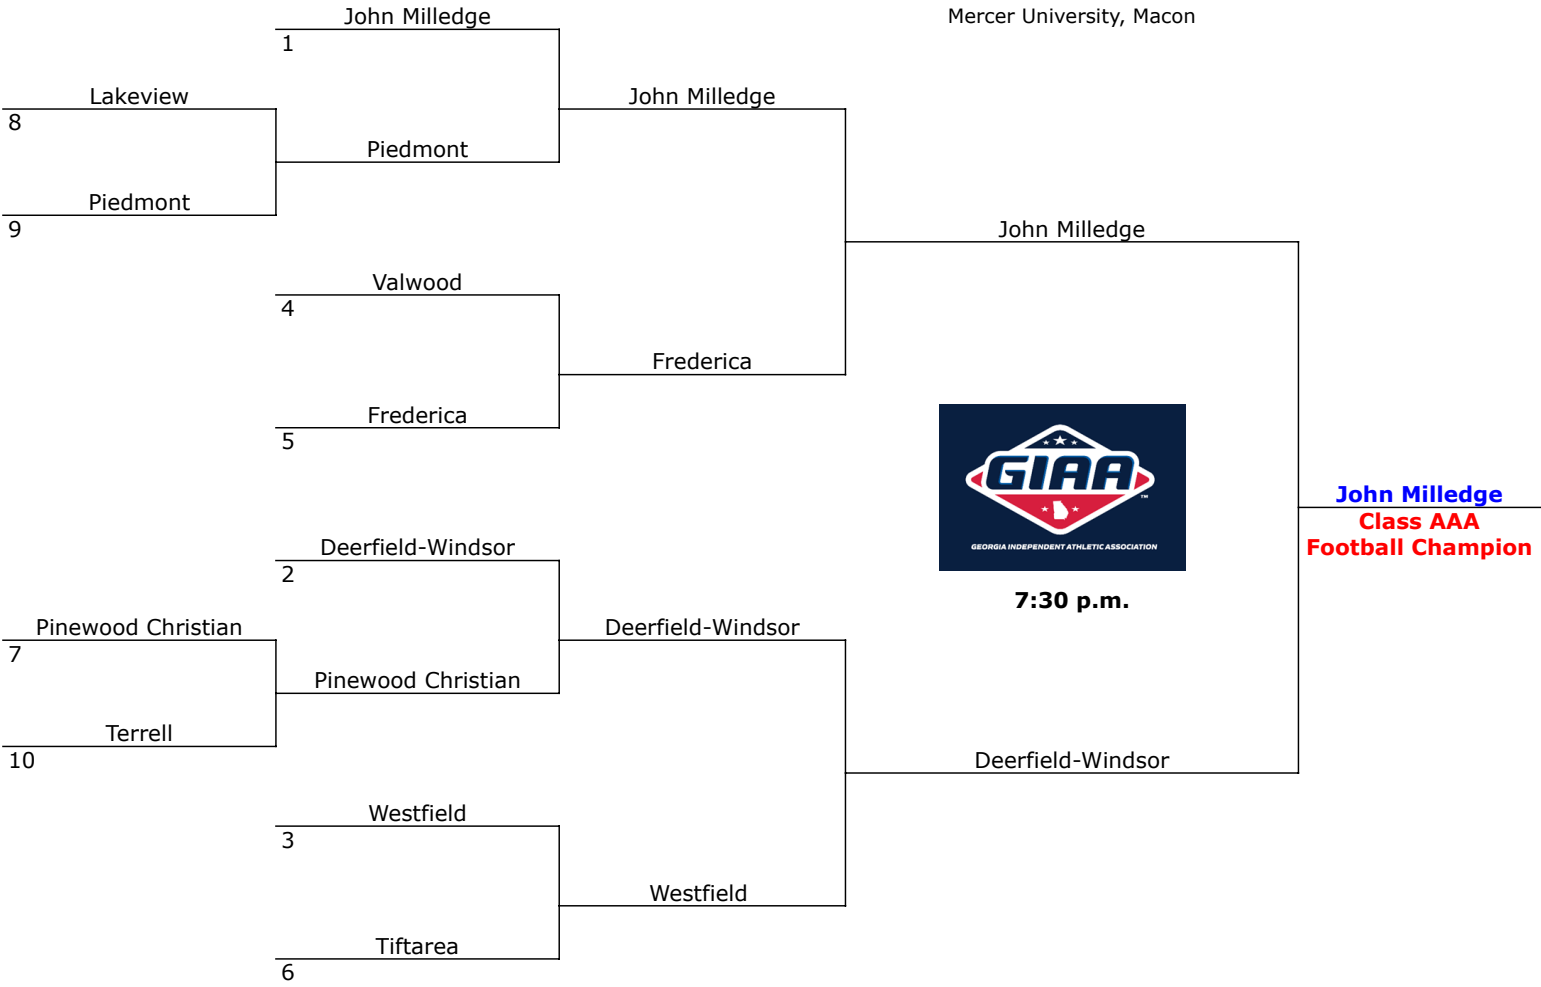 John Milledge
Mercer University, Macon
1
Lakeview
John Milledge
8
Piedmont
Piedmont
9
John Milledge
Valwood
4
Frederica
Frederica
5
GIAA
™
GEORGIA INDEPENDENT ATHLETIC ASSOCIATION
John Milledge
Class AAA
Football Champion
Deerfield-Windsor
2
7:30 p.m.
Pinewood Christian
Deerfield-Windsor
7
Pinewood Christian
Terrell
10
Deerfield-Windsor
Westfield
3
Westfield
Tiftarea
6